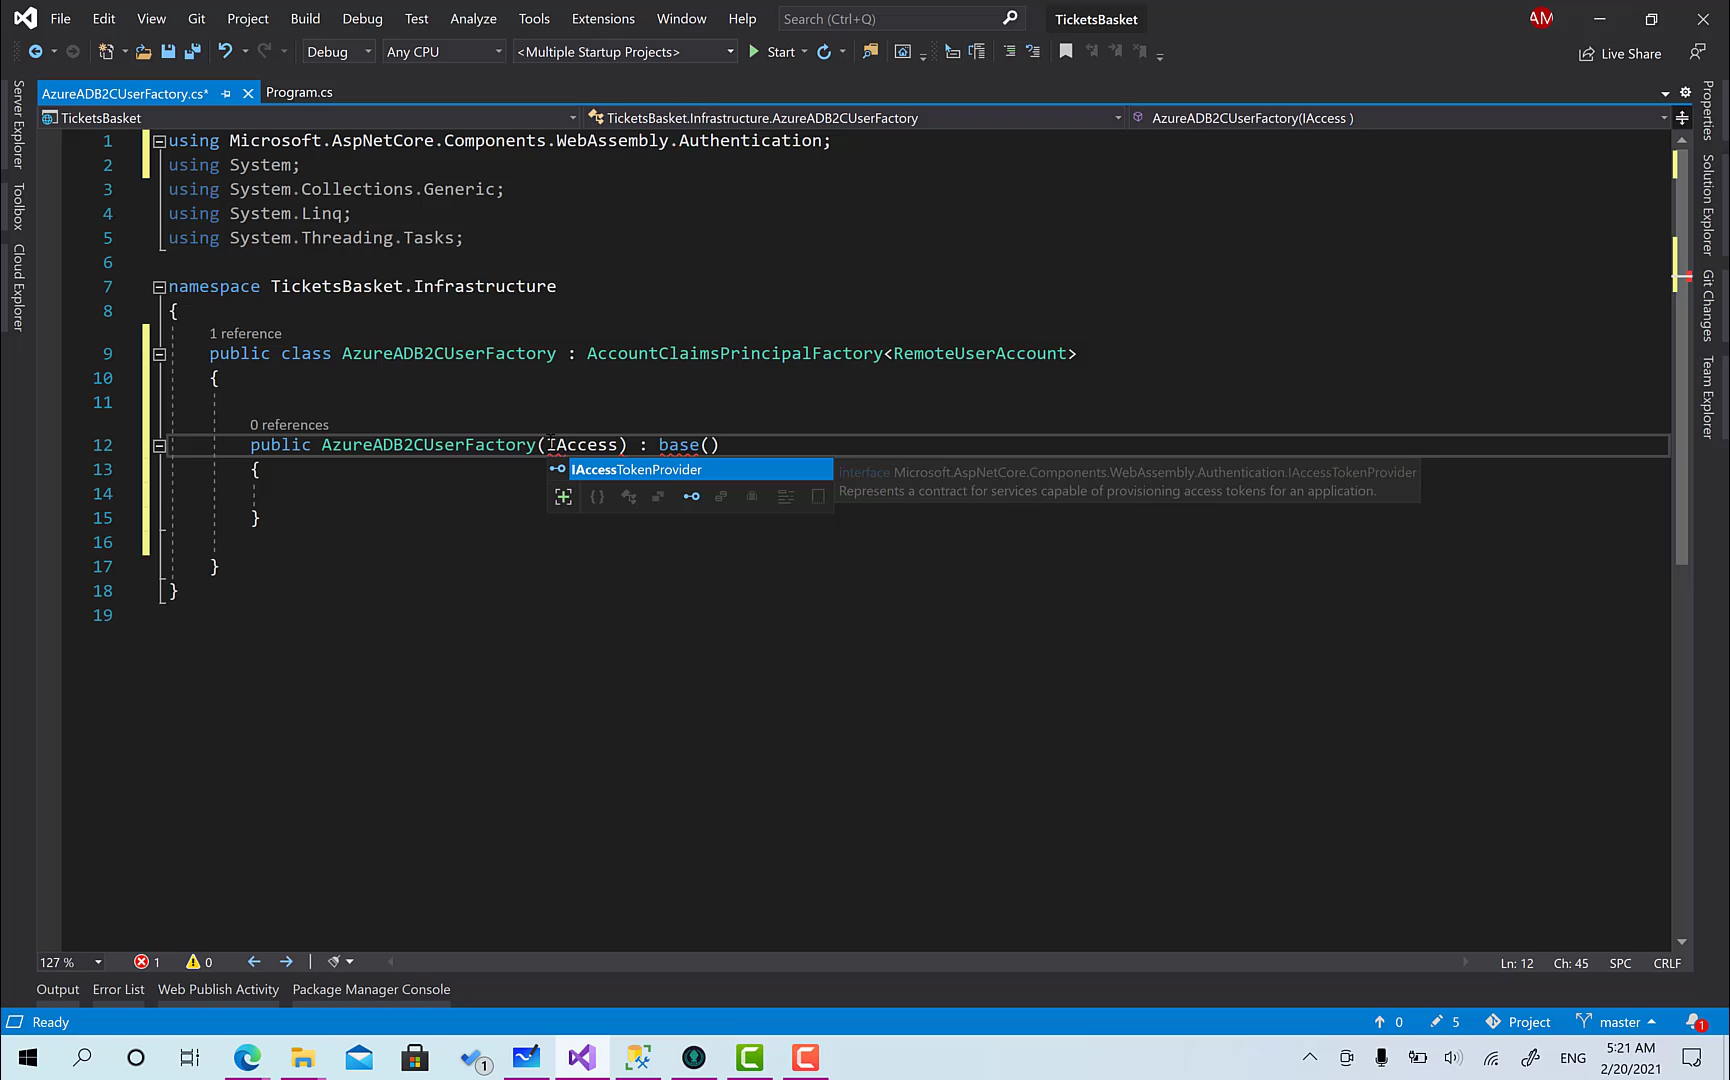 File Edit View Git Project Build Debug Test Analyze Tools Extensions Window Help Search (Ctrl+Q) TicketsBasket AM
Debug Any CPU <Multiple Startup Projects> Start Live Share
AzureADB2CUserFactory.cs* Program.cs
TicketsBasket TicketsBasket.Infrastructure.AzureADB2CUserFactory AzureADB2CUserFactory(IAccess )
Server Explorer
Toolbox
Cloud Explorer
1 using Microsoft.AspNetCore.Components.WebAssembly.Authentication;
2 using System;
3 using System.Collections.Generic;
4 using System.Linq;
5 using System.Threading.Tasks;
6
7 namespace TicketsBasket.Infrastructure
8 {
1 reference
9 public class AzureADB2CUserFactory : AccountClaimsPrincipalFactory<RemoteUserAccount>
10 {
11
0 references
12 public AzureADB2CUserFactory(IAccess) : base()
13 {
IAccessTokenProvider
interface Microsoft.AspNetCore.Components.WebAssembly.Authentication.IAccessTokenProvider
Represents a contract for services capable of provisioning access tokens for an application.
14
15 }
16
17 }
18 }
19
Properties
Solution Explorer
Git Changes
Team Explorer
127 % 1 0 Ln: 12 Ch: 45 SPC CRLF
Output Error List Web Publish Activity Package Manager Console
Ready 0 5 Project master 1
1 ENG 5:21 AM
2/20/2021